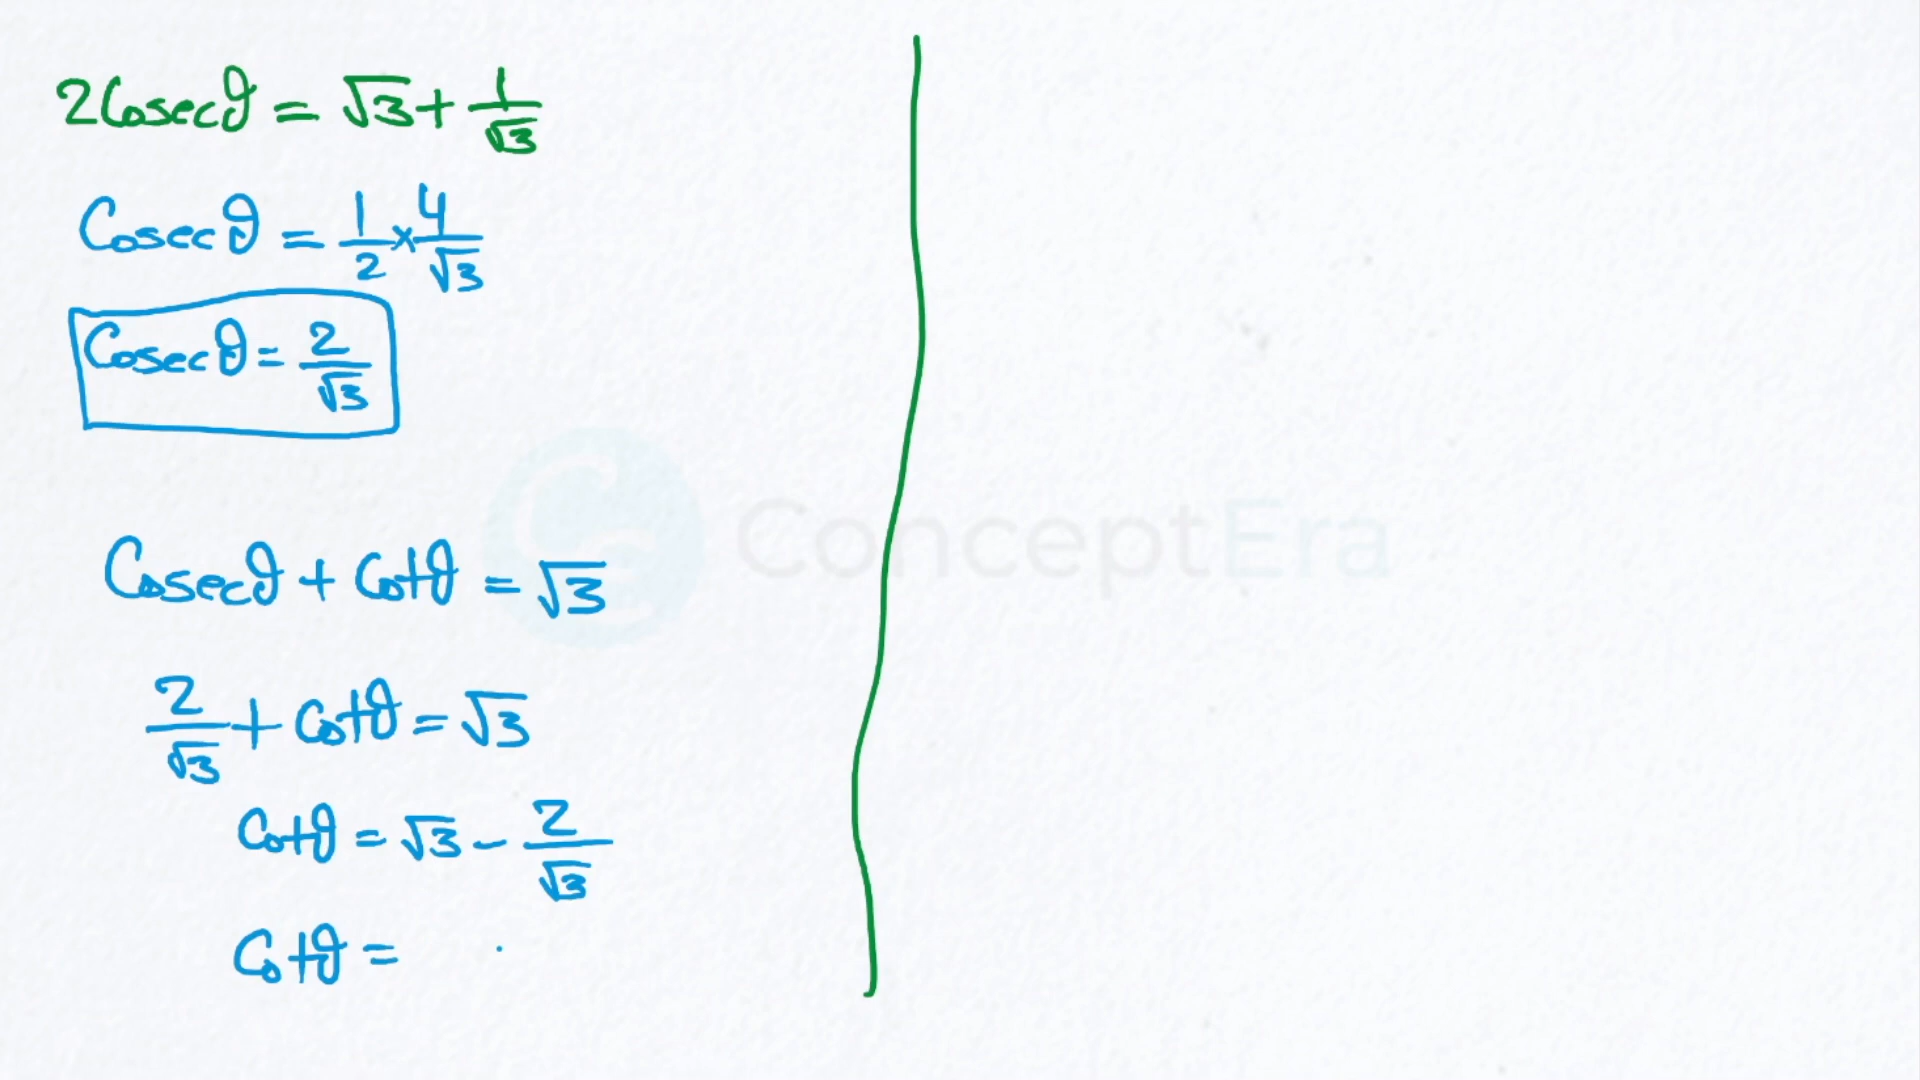 2Cosecθ = √3 + 1/√3
Cosecθ = 1/2 × 4/√3
Cosecθ = 2/√3
ConceptEra
Cosecθ + Cotθ = √3
2/√3 + Cotθ = √3
Cotθ = √3 − 2/√3
Cotθ =